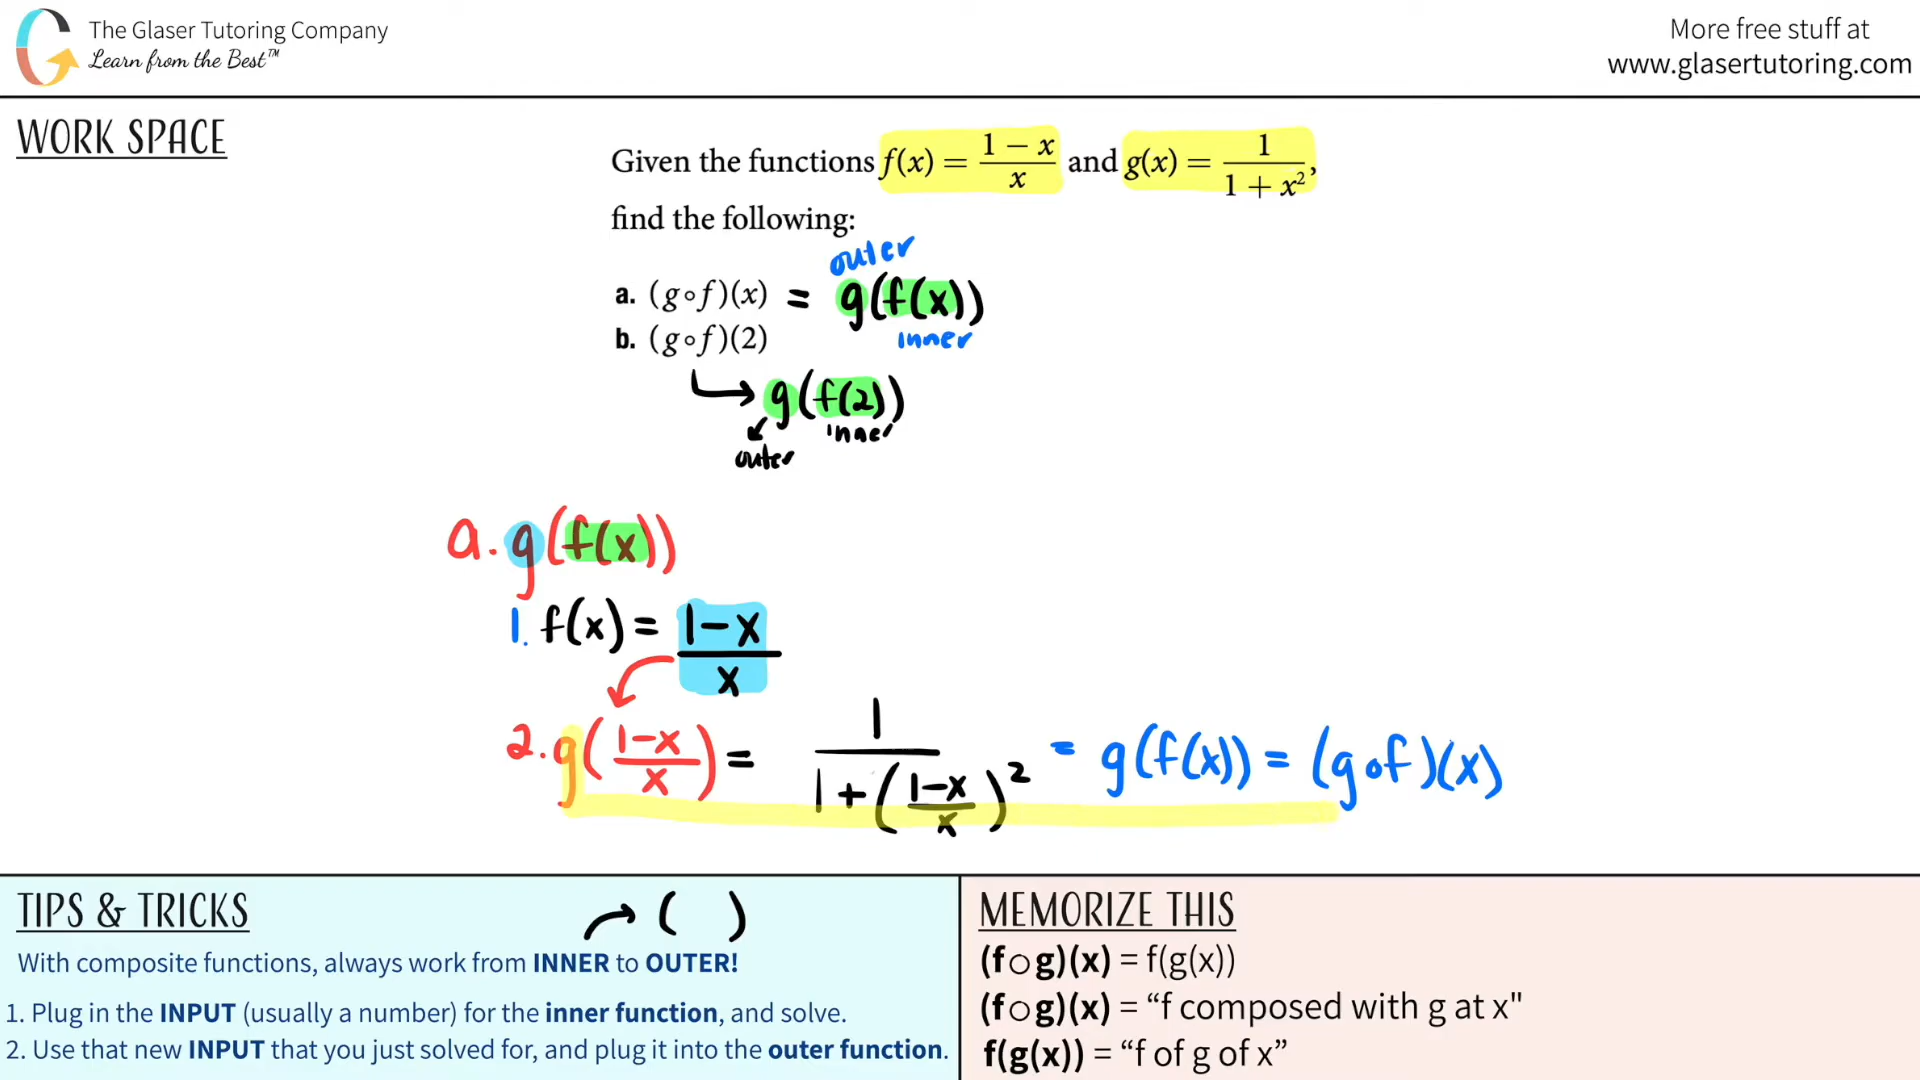 The Glaser Tutoring Company
Learn from the Best™
More free stuff at
www.glasertutoring.com
WORK SPACE
Given the functions f(x) = (1 − x)/x and g(x) = 1/(1 + x²),
find the following:
outer
a. (g∘f)(x) = g(f(x))
inner
b. (g∘f)(2)
→ g(f(2))
inner
outer
a. g(f(x))
1. f(x) = (1−x)/x
2. g((1−x)/x) = 1/(1+((1−x)/x)²) = g(f(x)) = (g∘f)(x)
TIPS & TRICKS
→ ( )
With composite functions, always work from INNER to OUTER!
1. Plug in the INPUT (usually a number) for the inner function, and solve.
2. Use that new INPUT that you just solved for, and plug it into the outer function.
MEMORIZE THIS
(f○g)(x) = f(g(x))
(f○g)(x) = “f composed with g at x"
f(g(x)) = “f of g of x”